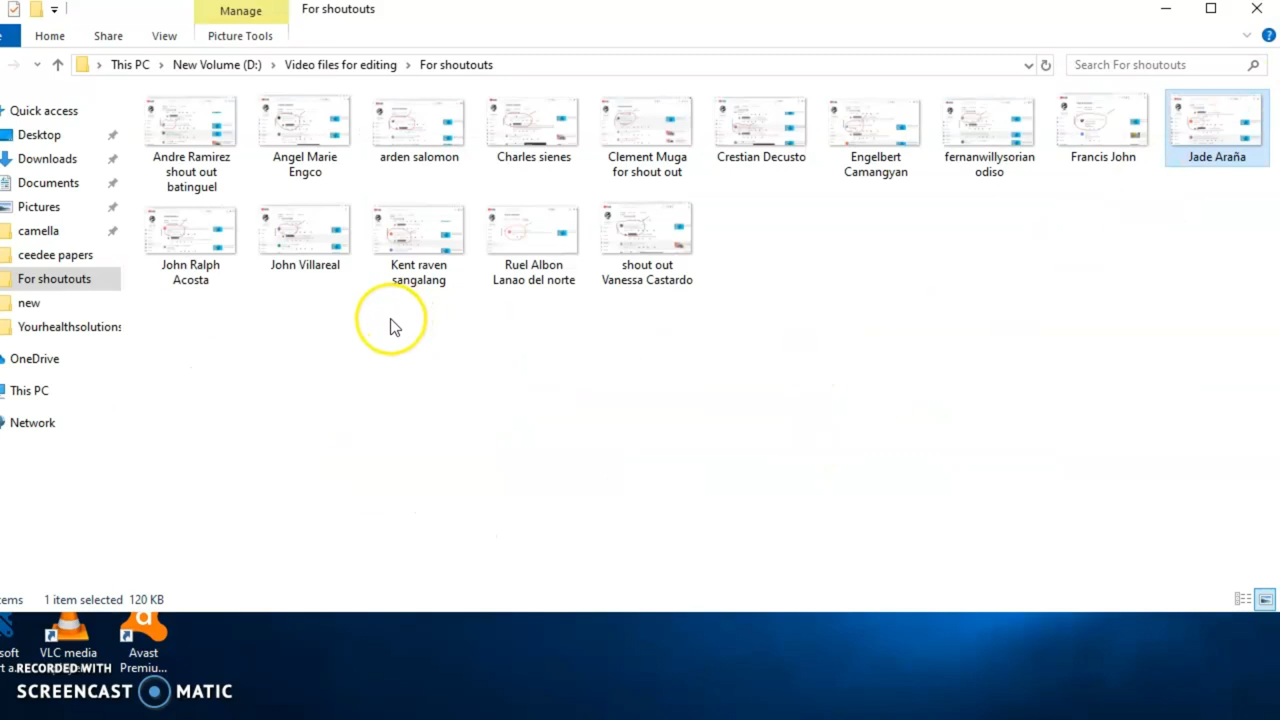 Manage
For shoutouts
Home
Share
View
Picture Tools
This PC
New Volume (D:)
Video files for editing
For shoutouts
Search For shoutouts
Quick access
Desktop
Downloads
Documents
Pictures
camella
ceedee papers
For shoutouts
new
Yourhealthsolutions
OneDrive
This PC
Network
Andre Ramirez
shout out
batinguel
Angel Marie
Engco
arden salomon
Charles sienes
Clement Muga
for shout out
Crestian Decusto
Engelbert
Camangyan
fernanwillysorian
odiso
Francis John
Jade Araña
John Ralph
Acosta
John Villareal
Kent raven
sangalang
Ruel Albon
Lanao del norte
shout out
Vanessa Castardo
tems
1 item selected 120 KB
soft
VLC media
Avast
Premiu...
RECORDED WITH
SCREENCAST MATIC